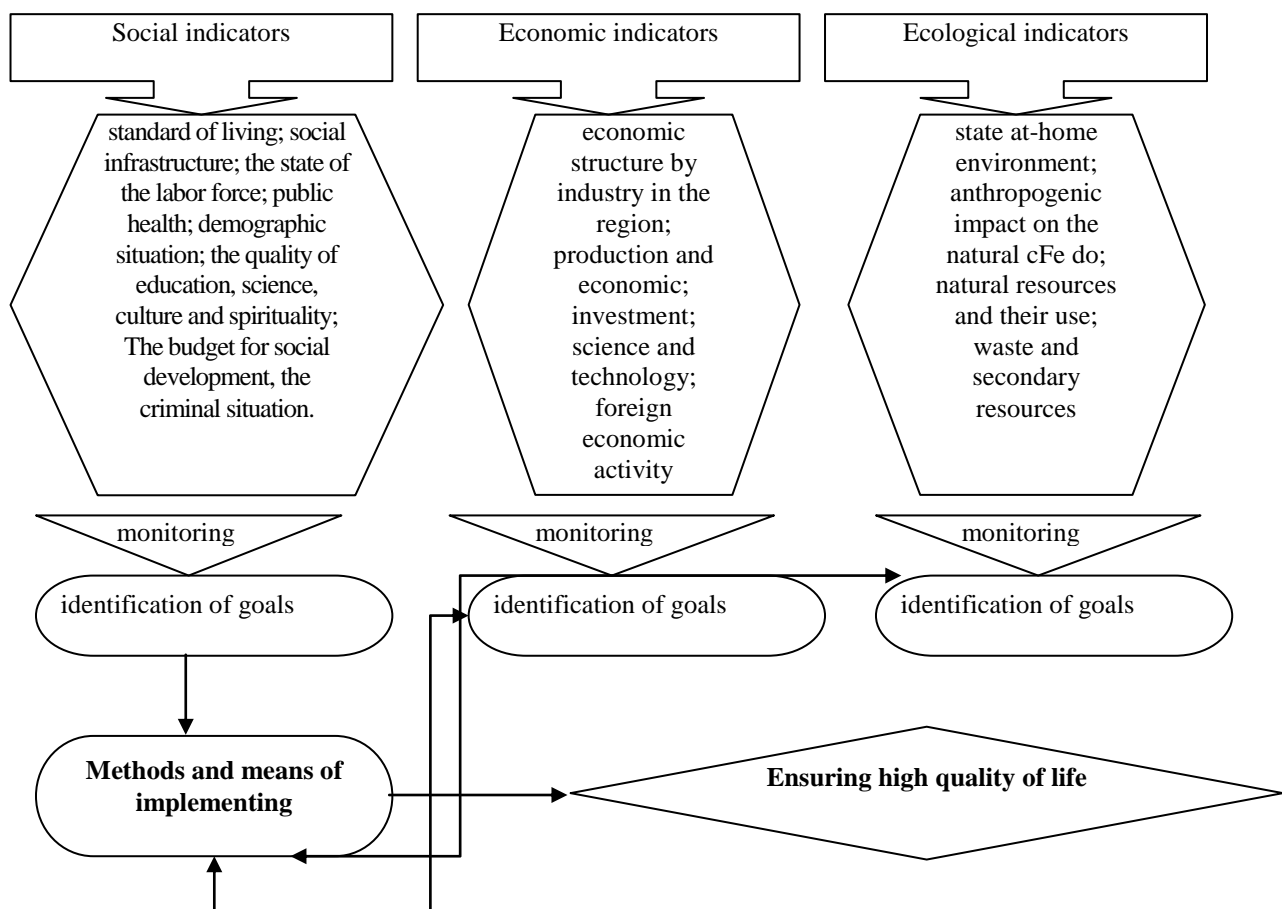 Social indicators
Economic indicators
Ecological indicators
standard of living; social
infrastructure; the state of
the labor force; public
health; demographic
situation; the quality of
education, science,
culture and spirituality;
The budget for social
development, the
criminal situation.
economic
structure by
industry in the
region;
production and
economic;
investment;
science and
technology;
foreign
economic
activity
state at-home
environment;
anthropogenic
impact on the
natural cFe do;
natural resources
and their use;
waste and
secondary
resources
monitoring
monitoring
monitoring
identification of goals
identification of goals
identification of goals
Methods and means of
implementing
Ensuring high quality of life